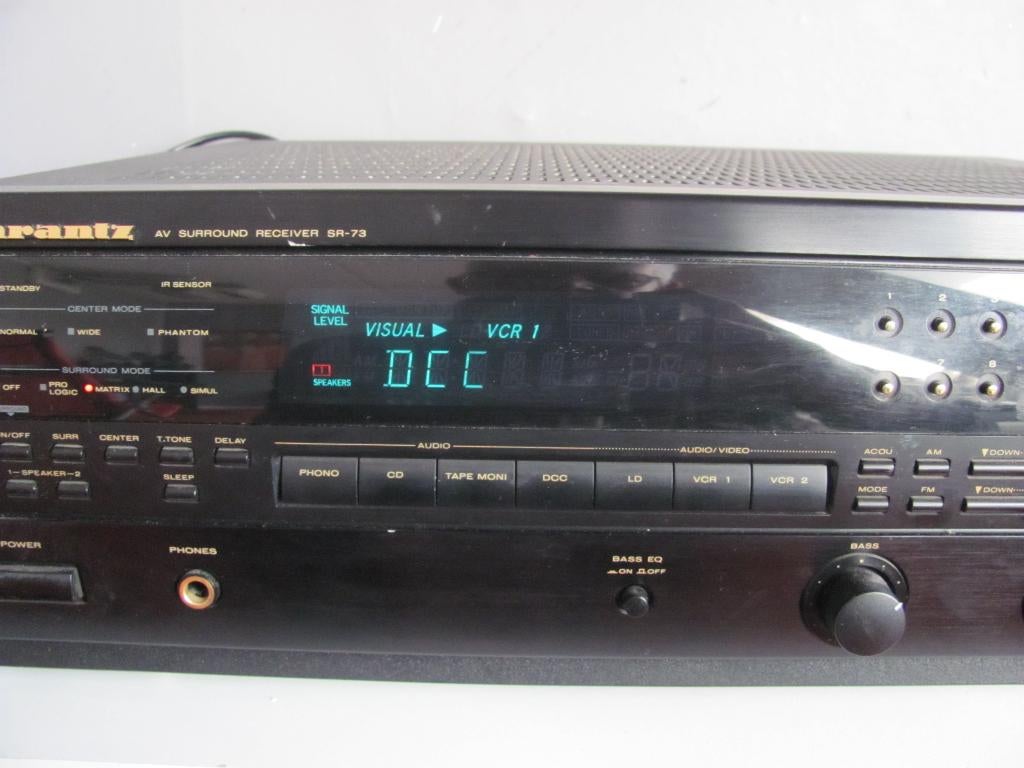 arantz AV SURROUND RECEIVER SR-73
STANDBY IR SENSOR
CENTER MODE
NORMAL WIDE PHANTOM
SURROUND MODE
OFF PRO LOGIC MATRIX HALL SIMUL
SIGNAL LEVEL
VISUAL ▶ VCR 1
SPEAKERS
DCC
1 2 3
7 8
N/OFF SURR CENTER T.TONE DELAY
1-SPEAKER-2 SLEEP
AUDIO AUDIO/VIDEO
PHONO CD TAPE MONI DCC LD VCR 1 VCR 2
ACOU AM ▼DOWN
MODE FM ▼DOWN
POWER PHONES
BASS EQ
ON OFF
BASS